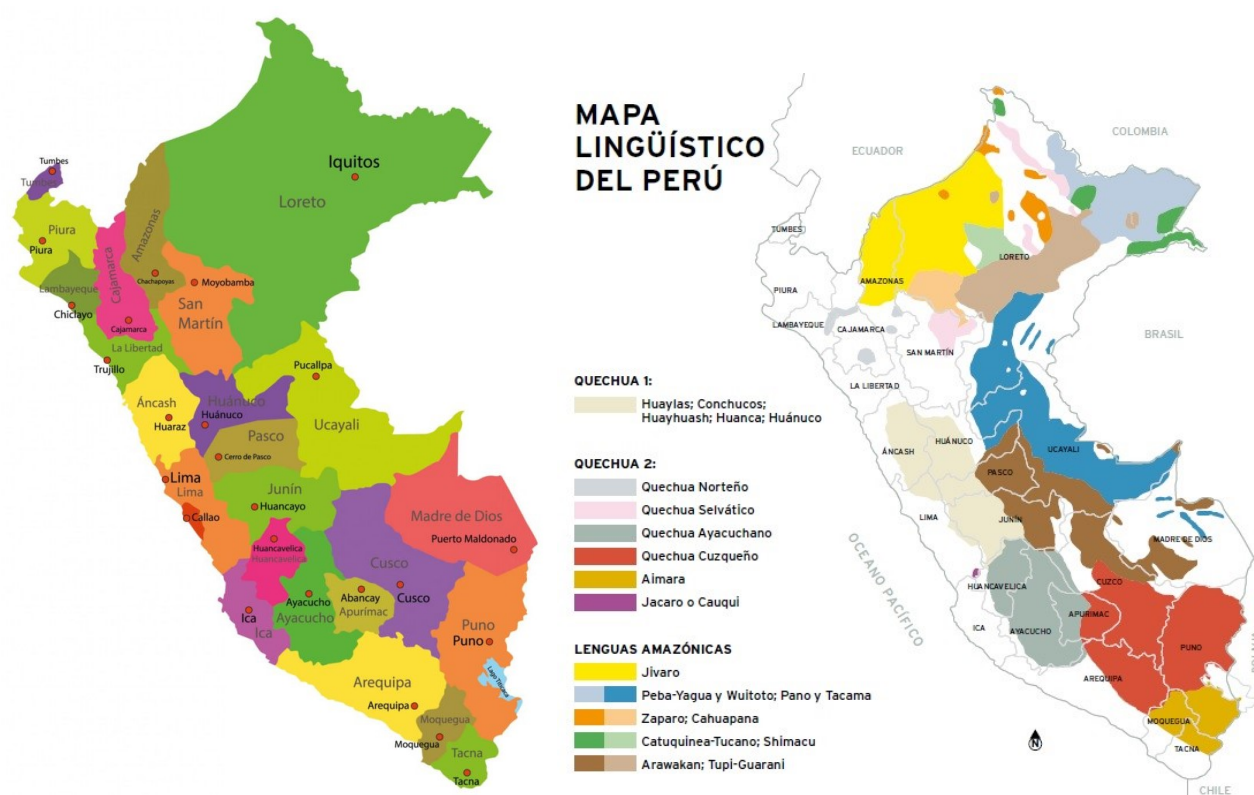 Iquitos
Loreto
Tumbes
Tumbes
Piura
Piura
Amazonas
Chachapoyas
Cajamarca
Cajamarca
Lambayeque
Chiclayo
Moyobamba
San
Martín
La Libertad
Trujillo
Pucallpa
Áncash
Huaraz
Huánuco
Huánuco
Ucayali
Pasco
Cerro de Pasco
Lima
Lima
Junín
Huancayo
Callao
Madre de Dios
Puerto Maldonado
Huancavelica
Huancavelica
Cusco
Cusco
Ica
Ica
Ayacucho
Ayacucho
Abancay
Apurímac
Puno
Puno
Lago Titicaca
Arequipa
Arequipa
Moquegua
Moquegua
Tacna
Tacna
MAPA
LINGÜÍSTICO
DEL PERÚ
QUECHUA 1:
Huaylas; Conchucos;
Huayhuash; Huanca; Huánuco
QUECHUA 2:
Quechua Norteño
Quechua Selvático
Quechua Ayacuchano
Quechua Cuzqueño
Aimara
Jacaro o Cauqui
LENGUAS AMAZÓNICAS
Jivaro
Peba-Yagua y Wuitoto; Pano y Tacama
Zaparo; Cahuapana
Catuquinea-Tucano; Shimacu
Arawakan; Tupi-Guarani
ECUADOR
COLOMBIA
TUMBES
LORETO
AMAZONAS
PIURA
LAMBAYEQUE
CAJAMARCA
BRASIL
SAN MARTÍN
LA LIBERTAD
HUÁNUCO
ÁNCASH
UCAYALI
PASCO
LIMA
JUNÍN
MADRE DE DIOS
OCEANO PACÍFICO
HUANCAVELICA
CUZCO
ICA
AYACUCHO
APURIMAC
PUNO
AREQUIPA
MOQUEGUA
TACNA
N
CHILE